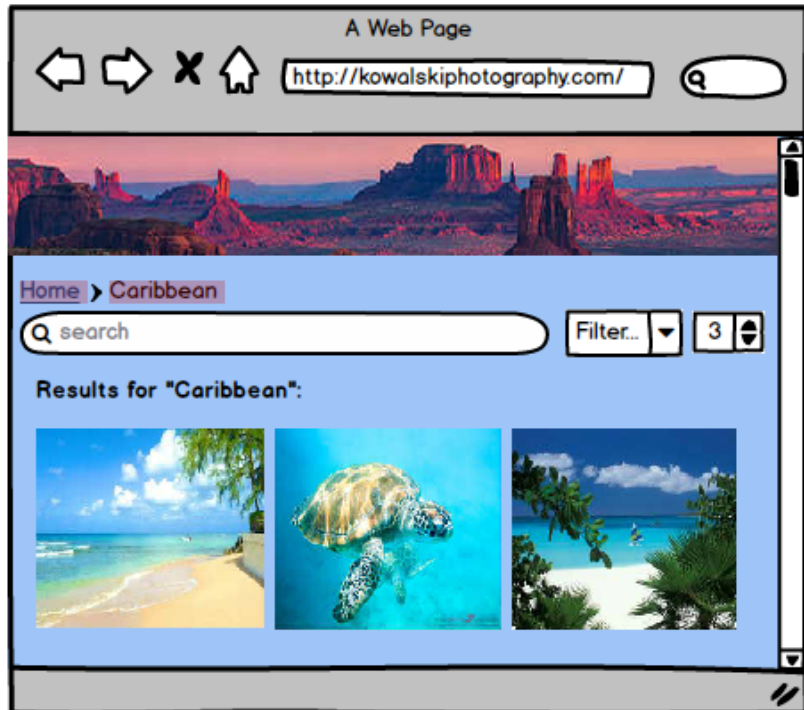 A Web Page
http://kowalskiphotography.com/
Home > Caribbean
search Filter... 3
Results for "Caribbean":